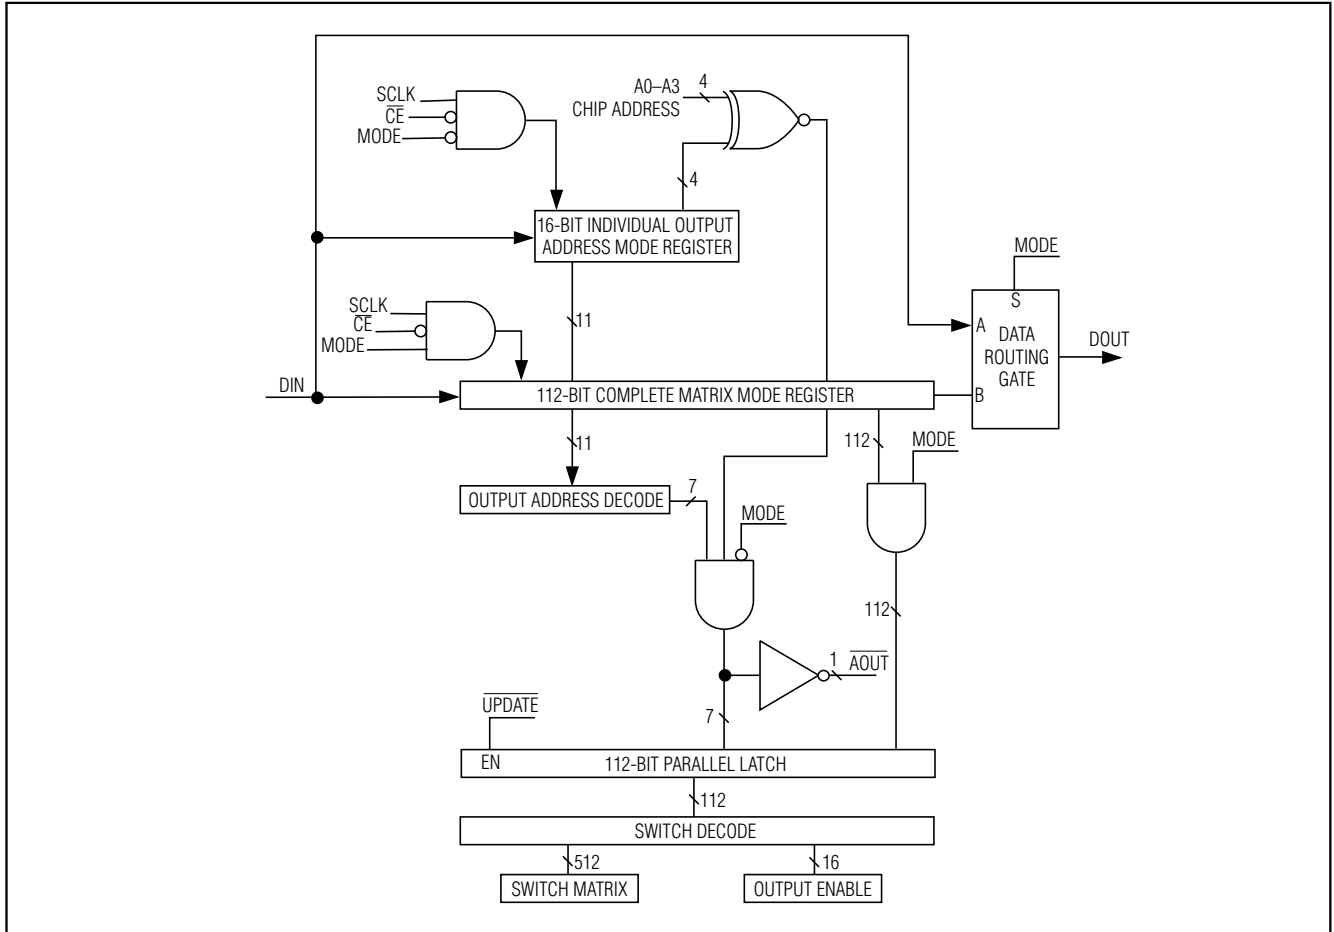 SCLK
CE
MODE
A0–A3
CHIP ADDRESS
4
4
16-BIT INDIVIDUAL OUTPUT
ADDRESS MODE REGISTER
MODE
S
A
DATA
ROUTING
GATE
B
DOUT
SCLK
CE
MODE
11
DIN
112-BIT COMPLETE MATRIX MODE REGISTER
11
112
MODE
OUTPUT ADDRESS DECODE
7
MODE
112
1
AOUT
UPDATE
7
EN
112-BIT PARALLEL LATCH
112
SWITCH DECODE
512
16
SWITCH MATRIX
OUTPUT ENABLE